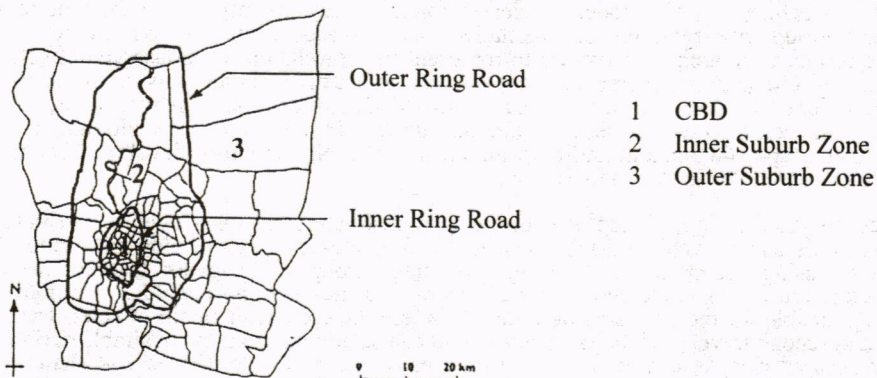 Outer Ring Road
1 CBD
2 Inner Suburb Zone
3 Outer Suburb Zone
3
2
Inner Ring Road
1
N
0 10 20 km